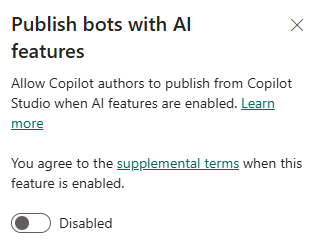 Publish bots with AI
features
Allow Copilot authors to publish from Copilot
Studio when AI features are enabled. Learn
more
You agree to the supplemental terms when this
feature is enabled.
Disabled